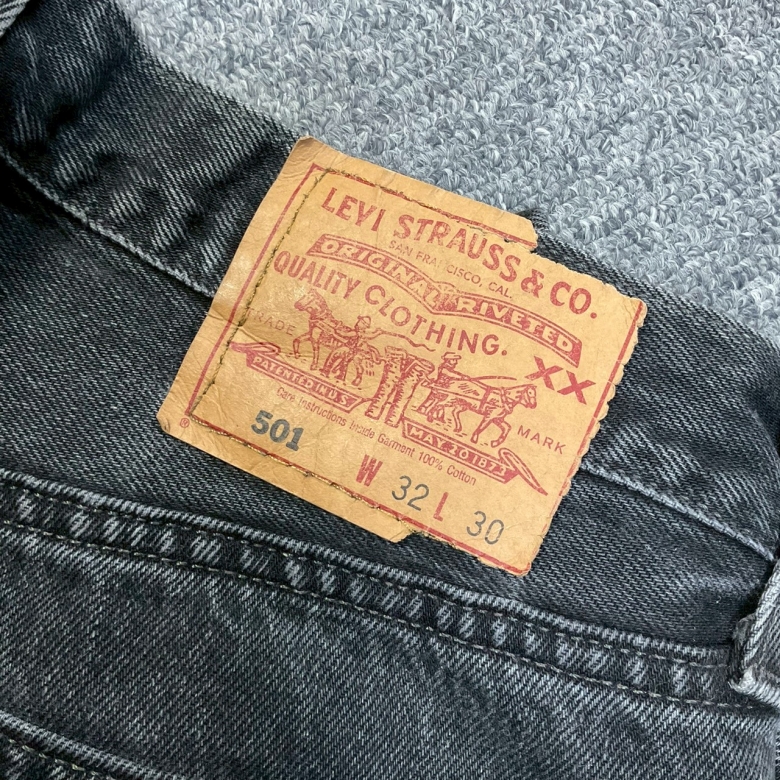 LEVI STRAUSS & CO.
SAN FRANCISCO, CAL.
ORIGINAL RIVETED
QUALITY CLOTHING.
TRADE
XX
MARK
PATENTED IN U.S.
MAY 20 1873
Care Instructions Inside Garment 100% Cotton
®
501
W 32 L 30